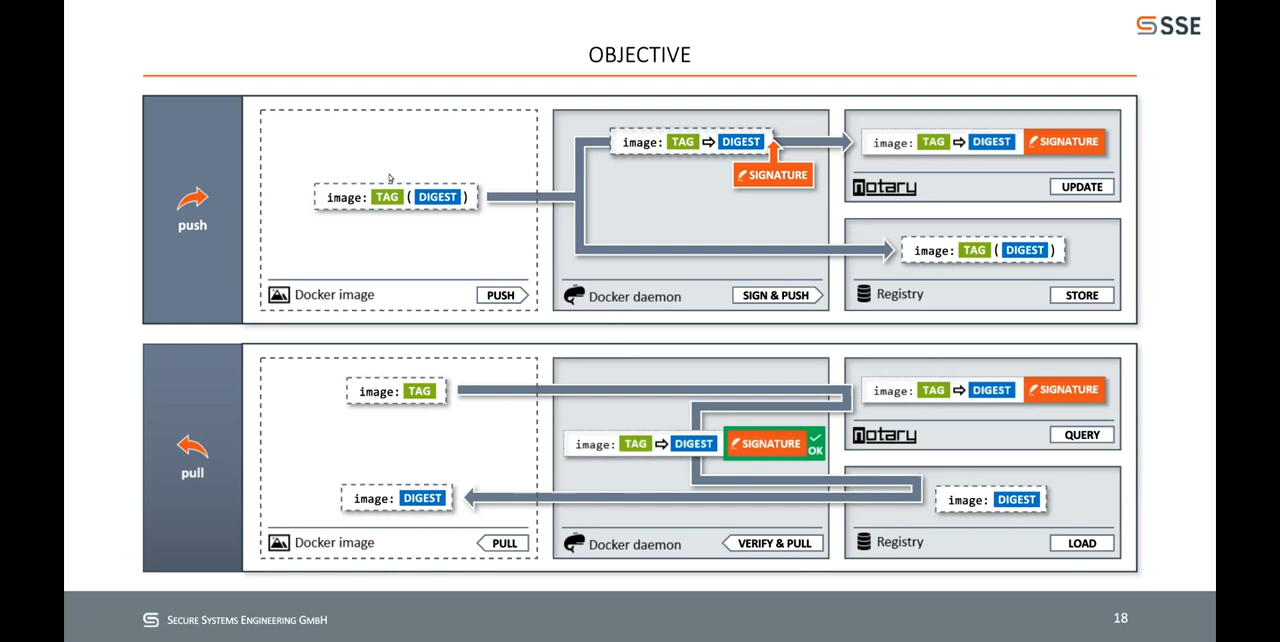 SSE
OBJECTIVE
push
image: TAG ( DIGEST )
Docker image
PUSH
image: TAG ⇨ DIGEST
SIGNATURE
Docker daemon
SIGN & PUSH
image: TAG ⇨ DIGEST SIGNATURE
notary
UPDATE
image: TAG ( DIGEST )
Registry
STORE
pull
image: TAG
image: DIGEST
Docker image
PULL
image: TAG ⇨ DIGEST SIGNATURE OK
Docker daemon
VERIFY & PULL
image: TAG ⇨ DIGEST SIGNATURE
notary
QUERY
image: DIGEST
Registry
LOAD
SECURE SYSTEMS ENGINEERING GMBH
18